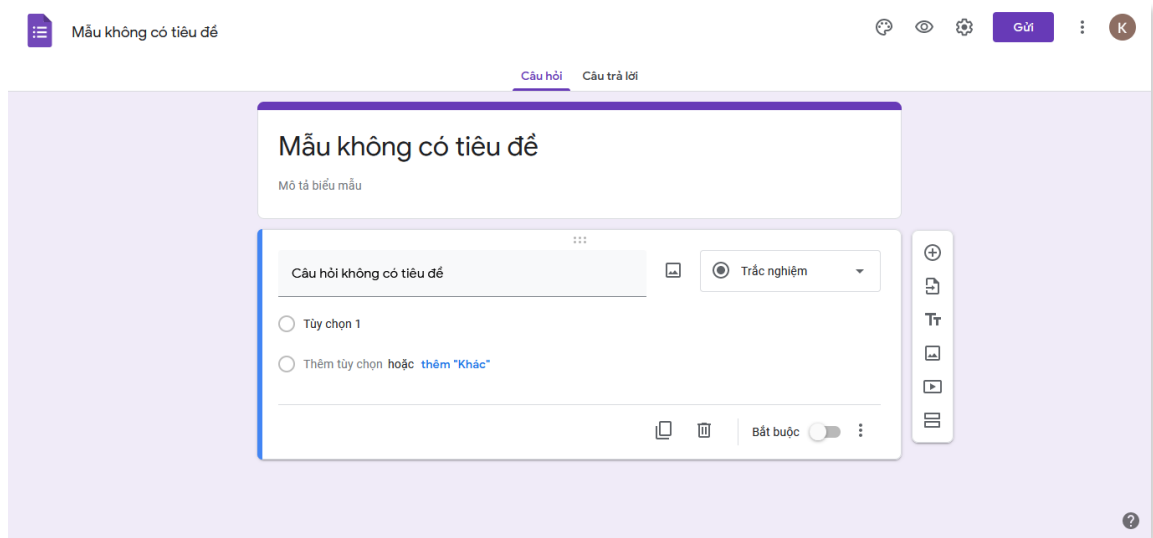 Mẫu không có tiêu đề
Gửi
K
Câu hỏi Câu trả lời
Mẫu không có tiêu đề
Mô tả biểu mẫu
Câu hỏi không có tiêu đề
Trắc nghiệm
Tùy chọn 1
Thêm tùy chọn hoặc thêm "Khác"
Bắt buộc